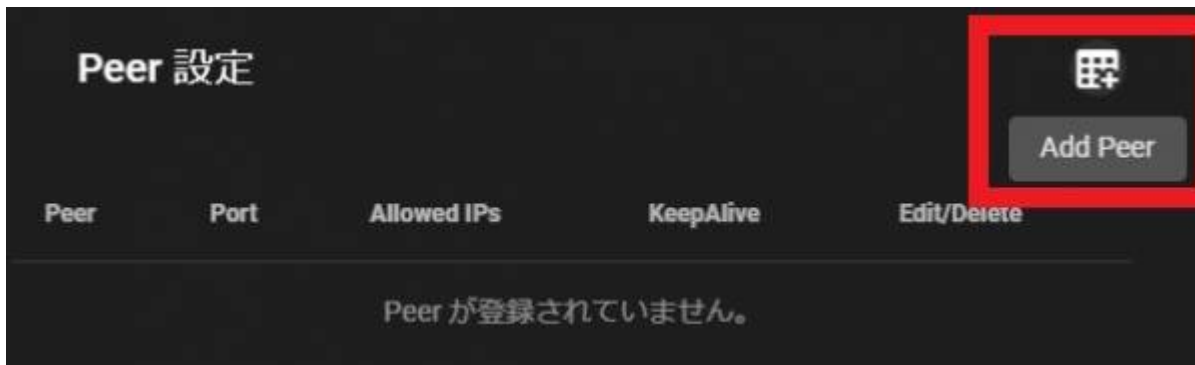 Peer 設定
Add Peer
Peer Port Allowed IPs KeepAlive Edit/Delete
Peer が登録されていません。